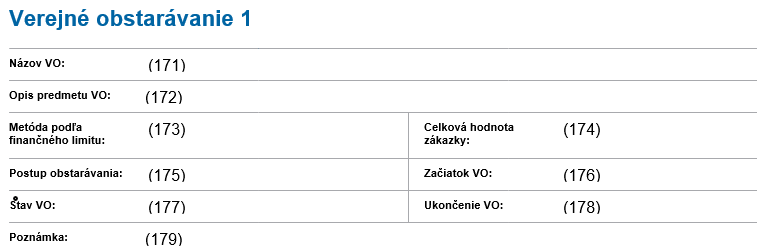 Verejné obstarávanie 1
Názov VO: (171)
Opis predmetu VO: (172)
Metóda podľa finančného limitu: (173)
Celková hodnota zákazky: (174)
Postup obstarávania: (175)
Začiatok VO: (176)
Stav VO: (177)
Ukončenie VO: (178)
Poznámka: (179)